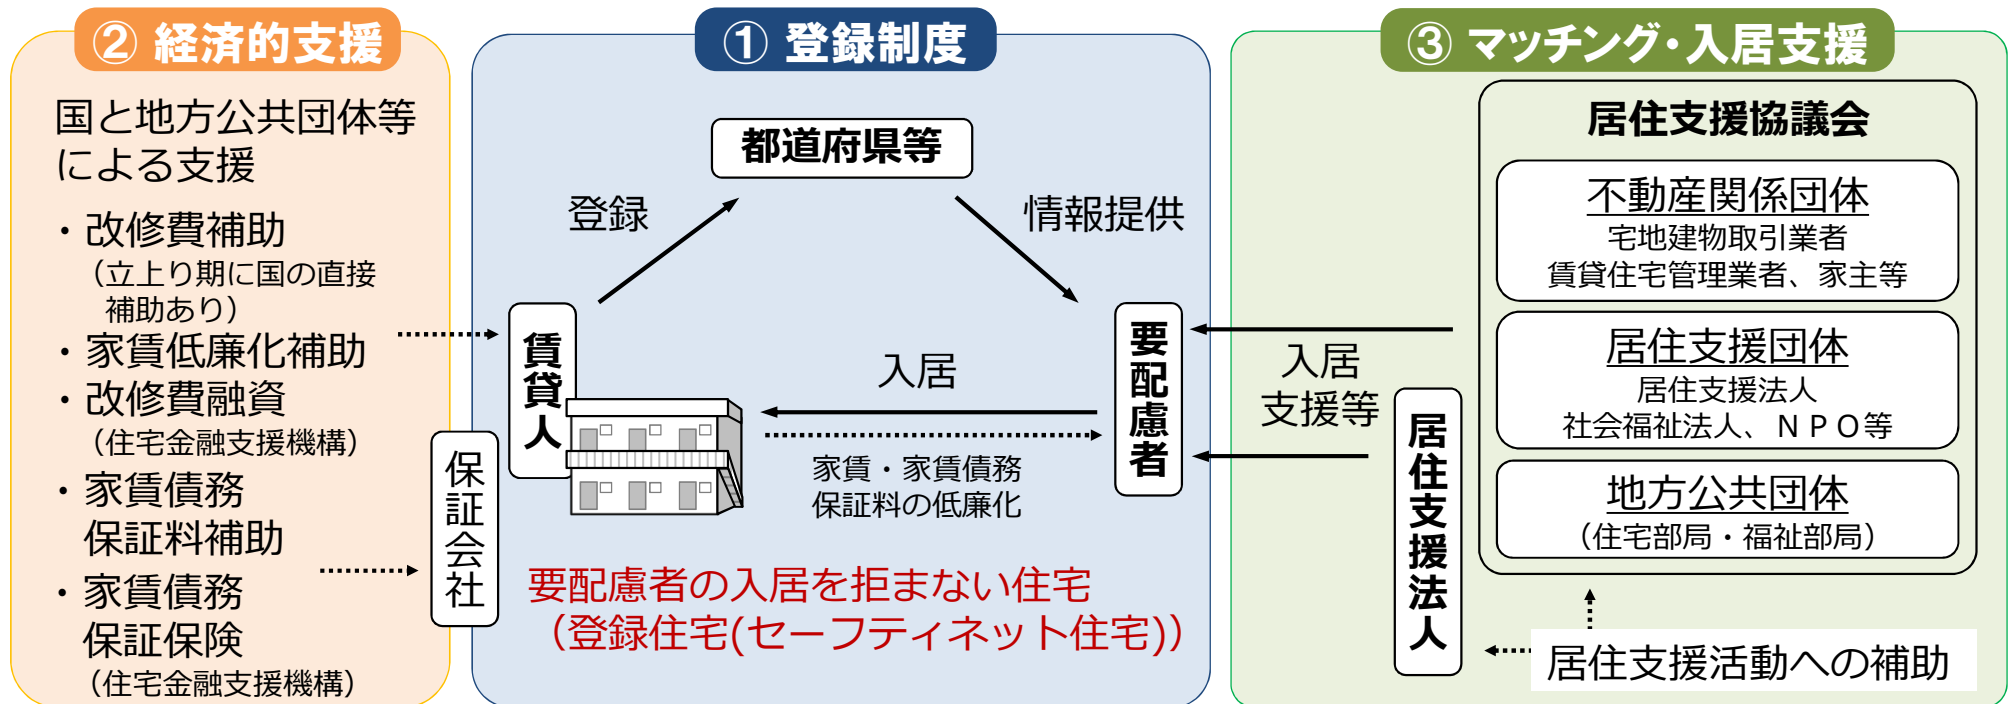 ② 経済的支援
国と地方公共団体等
による支援
・改修費補助
（立上り期に国の直接
補助あり）
・家賃低廉化補助
・改修費融資
（住宅金融支援機構）
・家賃債務
保証料補助
・家賃債務
保証保険
（住宅金融支援機構）
保証会社
① 登録制度
都道府県等
登録
情報提供
賃貸人
要配慮者
入居
家賃・家賃債務
保証料の低廉化
要配慮者の入居を拒まない住宅
（登録住宅(セーフティネット住宅)）
③ マッチング・入居支援
入居
支援等
居住支援法人
居住支援協議会
不動産関係団体
宅地建物取引業者
賃貸住宅管理業者、家主等
居住支援団体
居住支援法人
社会福祉法人、ＮＰＯ等
地方公共団体
（住宅部局・福祉部局）
居住支援活動への補助